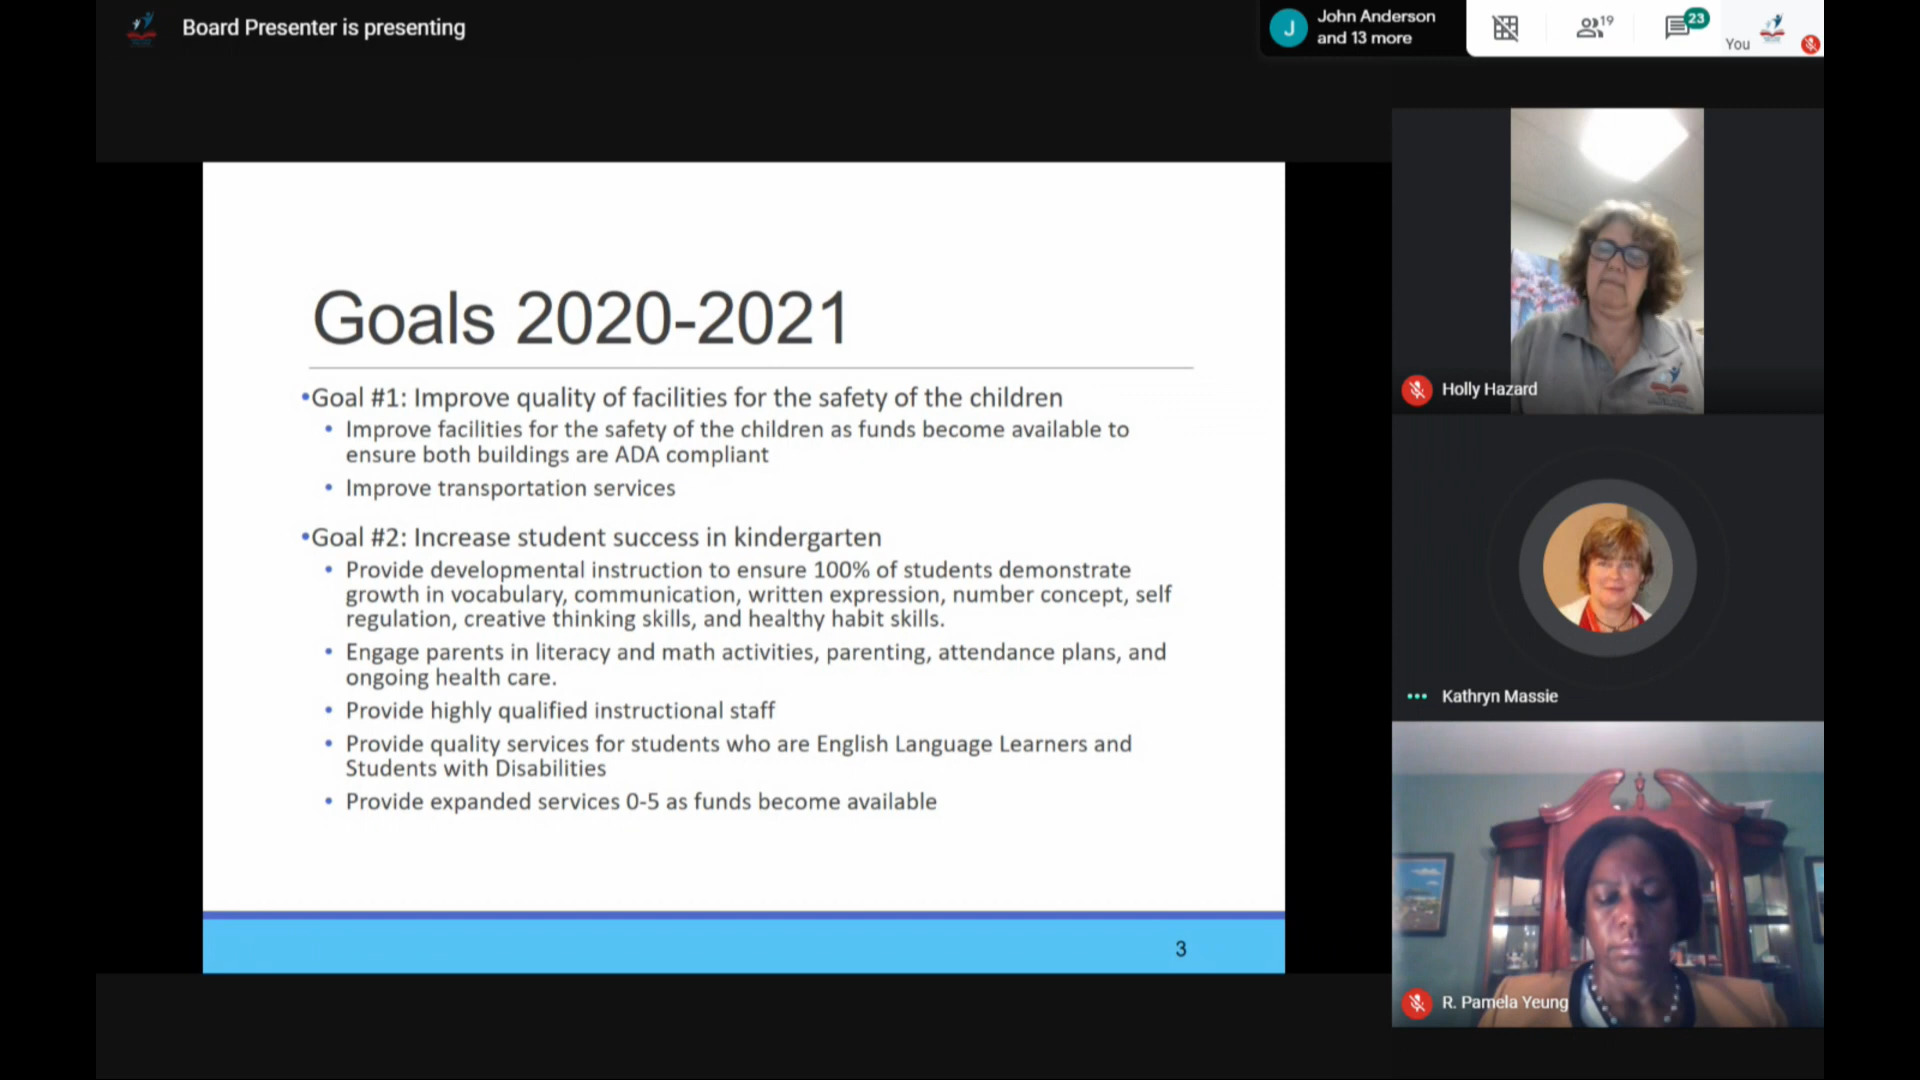 Board Presenter is presenting
John Anderson
and 13 more
19
23
You
J
Goals 2020-2021
•Goal #1: Improve quality of facilities for the safety of the children
• Improve facilities for the safety of the children as funds become available to
ensure both buildings are ADA compliant
• Improve transportation services
•Goal #2: Increase student success in kindergarten
• Provide developmental instruction to ensure 100% of students demonstrate
growth in vocabulary, communication, written expression, number concept, self
regulation, creative thinking skills, and healthy habit skills.
• Engage parents in literacy and math activities, parenting, attendance plans, and
ongoing health care.
• Provide highly qualified instructional staff
• Provide quality services for students who are English Language Learners and
Students with Disabilities
• Provide expanded services 0-5 as funds become available
3
Holly Hazard
Kathryn Massie
R. Pamela Yeung